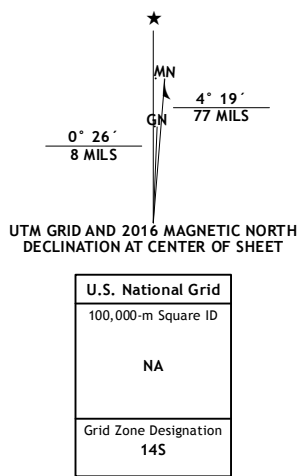 ★
MN
GN
4° 19´
77 MILS
0° 26´
8 MILS
UTM GRID AND 2016 MAGNETIC NORTH
DECLINATION AT CENTER OF SHEET
U.S. National Grid
100,000-m Square ID
NA
Grid Zone Designation
14S